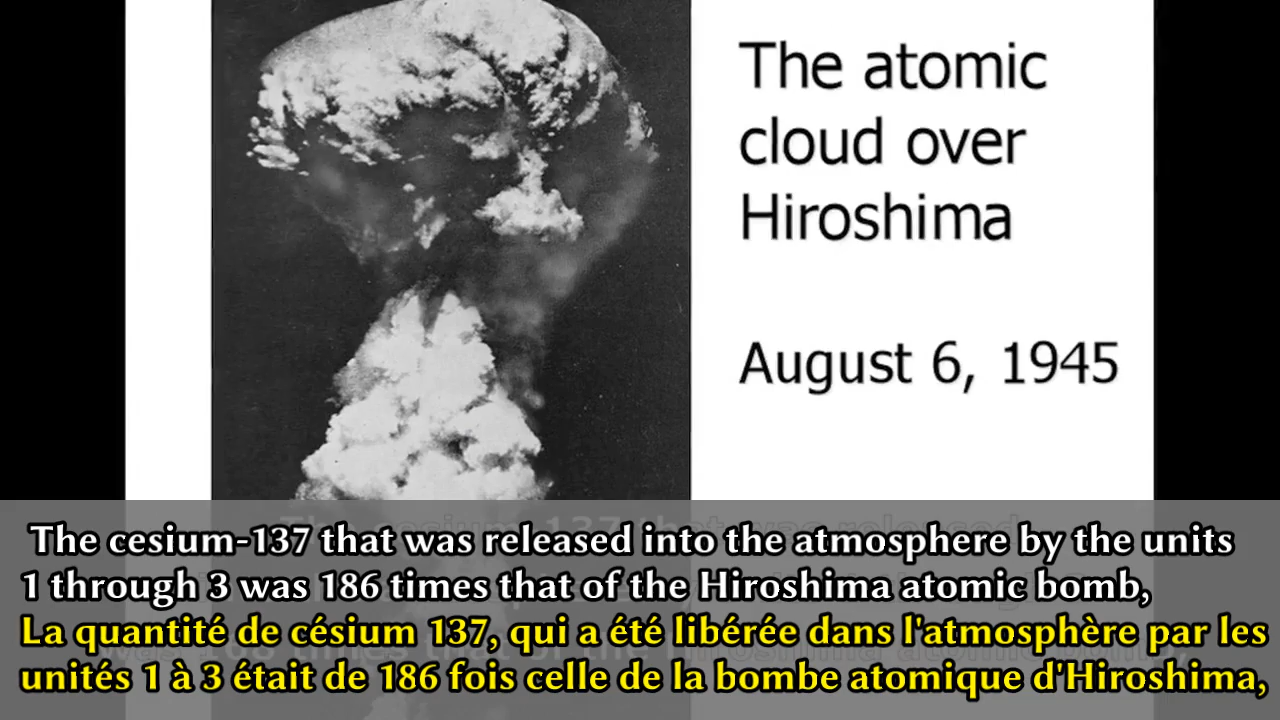 The atomic
cloud over
Hiroshima
August 6, 1945
The cesium-137 that was released into the atmosphere by the units
1 through 3 was 186 times that of the Hiroshima atomic bomb,
La quantité de césium 137, qui a été libérée dans l'atmosphère par les
unités 1 à 3 était de 186 fois celle de la bombe atomique d'Hiroshima,